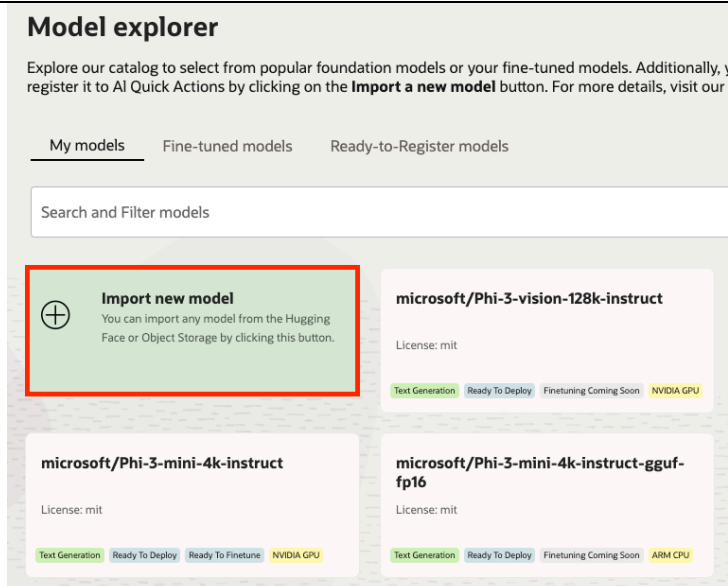 Model explorer
Explore our catalog to select from popular foundation models or your fine-tuned models. Additionally,
register it to AI Quick Actions by clicking on the Import a new model button. For more details, visit our
My models Fine-tuned models Ready-to-Register models
Search and Filter models
Import new model
You can import any model from the Hugging
Face or Object Storage by clicking this button.
microsoft/Phi-3-vision-128k-instruct
License: mit
Text Generation Ready To Deploy Finetuning Coming Soon NVIDIA GPU
microsoft/Phi-3-mini-4k-instruct
License: mit
Text Generation Ready To Deploy Ready To Finetune NVIDIA GPU
microsoft/Phi-3-mini-4k-instruct-gguf-
fp16
License: mit
Text Generation Ready To Deploy Finetuning Coming Soon ARM CPU